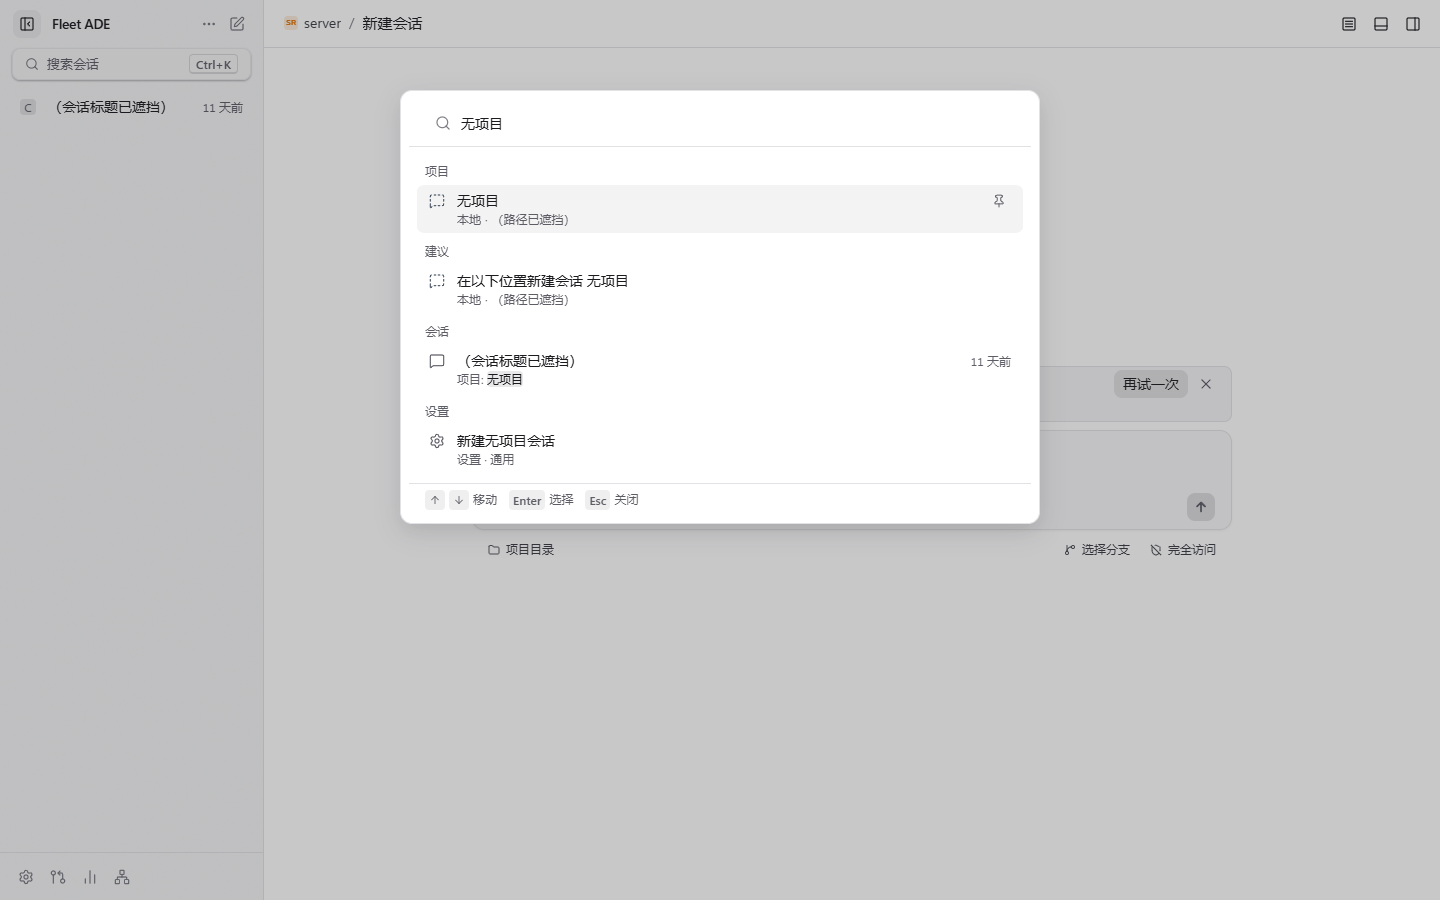 Fleet ADE
搜索会话
Ctrl+K
C
（会话标题已遮挡）
11 天前
SR
server / 新建会话
无项目
项目
无项目
本地 · （路径已遮挡）
建议
在以下位置新建会话 无项目
本地 · （路径已遮挡）
会话
（会话标题已遮挡）
11 天前
项目: 无项目
设置
新建无项目会话
设置 · 通用
移动 Enter 选择 Esc 关闭
再试一次
项目目录
选择分支
完全访问